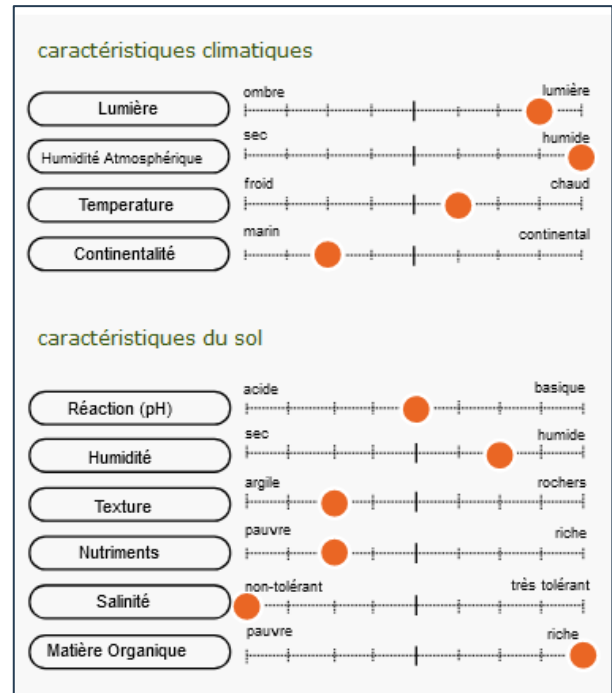 caractéristiques climatiques
ombre lumière
Lumière
sec humide
Humidité Atmosphérique
froid chaud
Temperature
marin continental
Continentalité
caractéristiques du sol
acide basique
Réaction (pH)
sec humide
Humidité
argile rochers
Texture
pauvre riche
Nutriments
non-tolérant très tolérant
Salinité
pauvre riche
Matière Organique